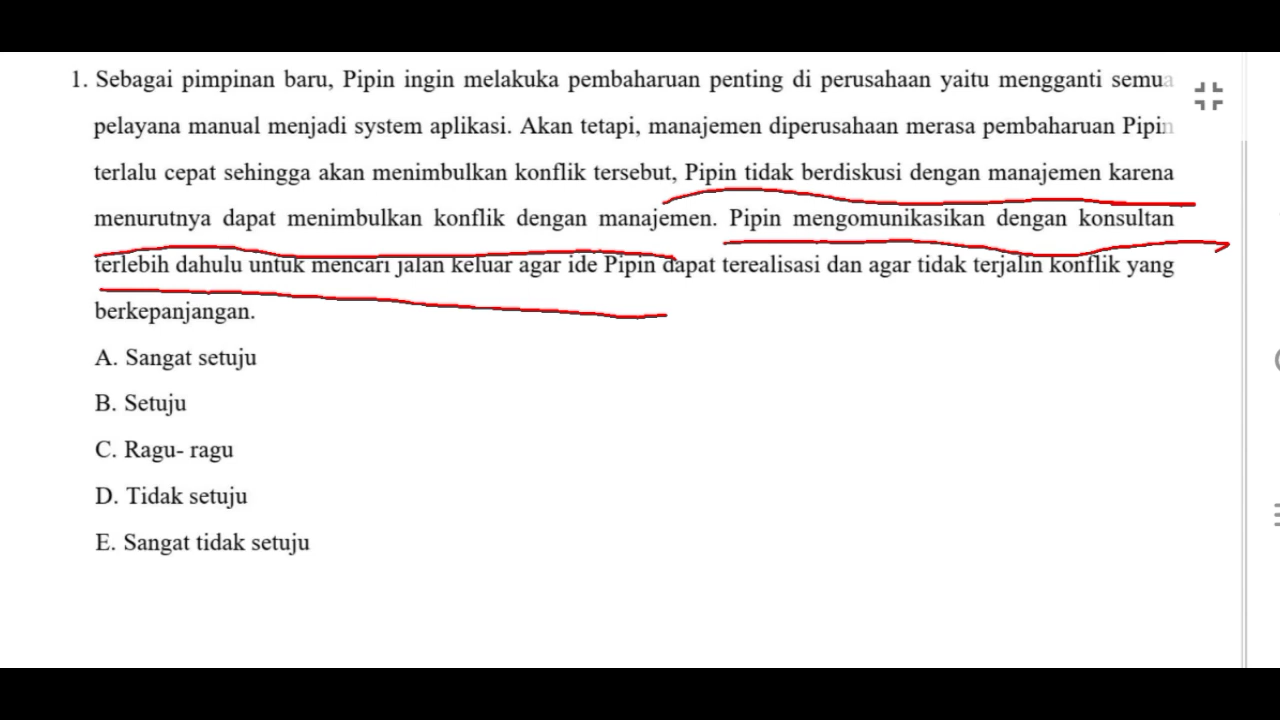 1. Sebagai pimpinan baru, Pipin ingin melakuka pembaharuan penting di perusahaan yaitu mengganti semua
pelayana manual menjadi system aplikasi. Akan tetapi, manajemen diperusahaan merasa pembaharuan Pipin
terlalu cepat sehingga akan menimbulkan konflik tersebut, Pipin tidak berdiskusi dengan manajemen karena
menurutnya dapat menimbulkan konflik dengan manajemen. Pipin mengomunikasikan dengan konsultan
terlebih dahulu untuk mencari jalan keluar agar ide Pipin dapat terealisasi dan agar tidak terjalin konflik yang
berkepanjangan.
A. Sangat setuju
B. Setuju
C. Ragu- ragu
D. Tidak setuju
E. Sangat tidak setuju